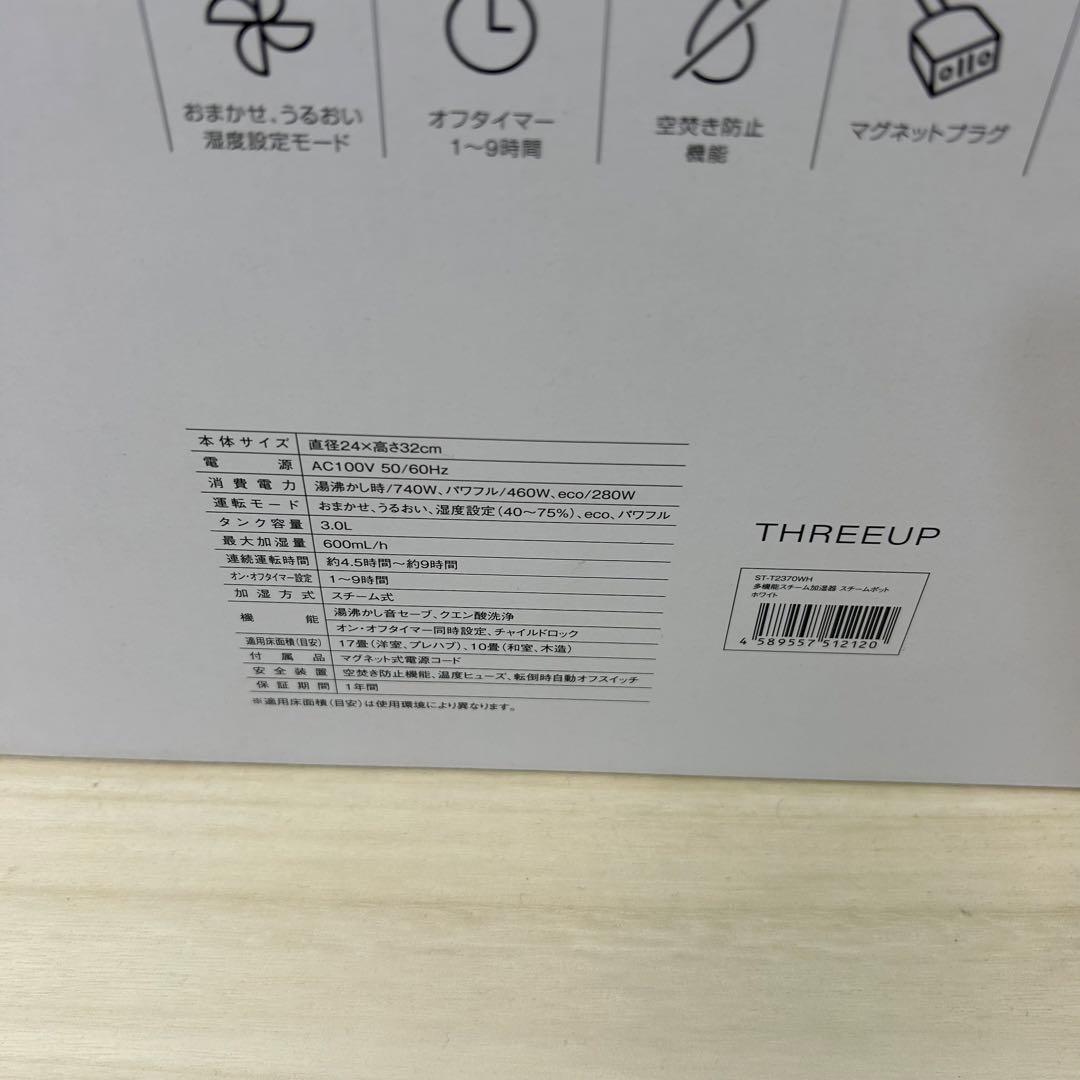 おまかせ、うるおい
湿度設定モード
オフタイマー
1〜9時間
空焚き防止
機能
マグネットプラグ
本体サイズ 直径24×高さ32cm
電源 AC100V 50/60Hz
消費電力 湯沸かし時/740W、パワフル/460W、eco/280W
運転モード おまかせ、うるおい、湿度設定(40〜75%)、eco、パワフル
タンク容量 3.0L
最大加湿量 600mL/h
連続運転時間 約4.5時間〜約9時間
オン・オフタイマー設定 1〜9時間
加湿方式 スチーム式
機能 湯沸かし音セーブ、クエン酸洗浄
オン・オフタイマー同時設定、チャイルドロック
適用床面積(目安) 17畳(洋室、プレハブ)、10畳(和室、木造)
付属品 マグネット式電源コード
安全装置 空焚き防止機能、温度ヒューズ、転倒時自動オフスイッチ
保証期間 1年間
※適用床面積(目安)は使用環境により異なります。
THREEUP
ST-T2370WH
多機能スチーム加湿器 スチームポット
ホワイト
4 589557 512120